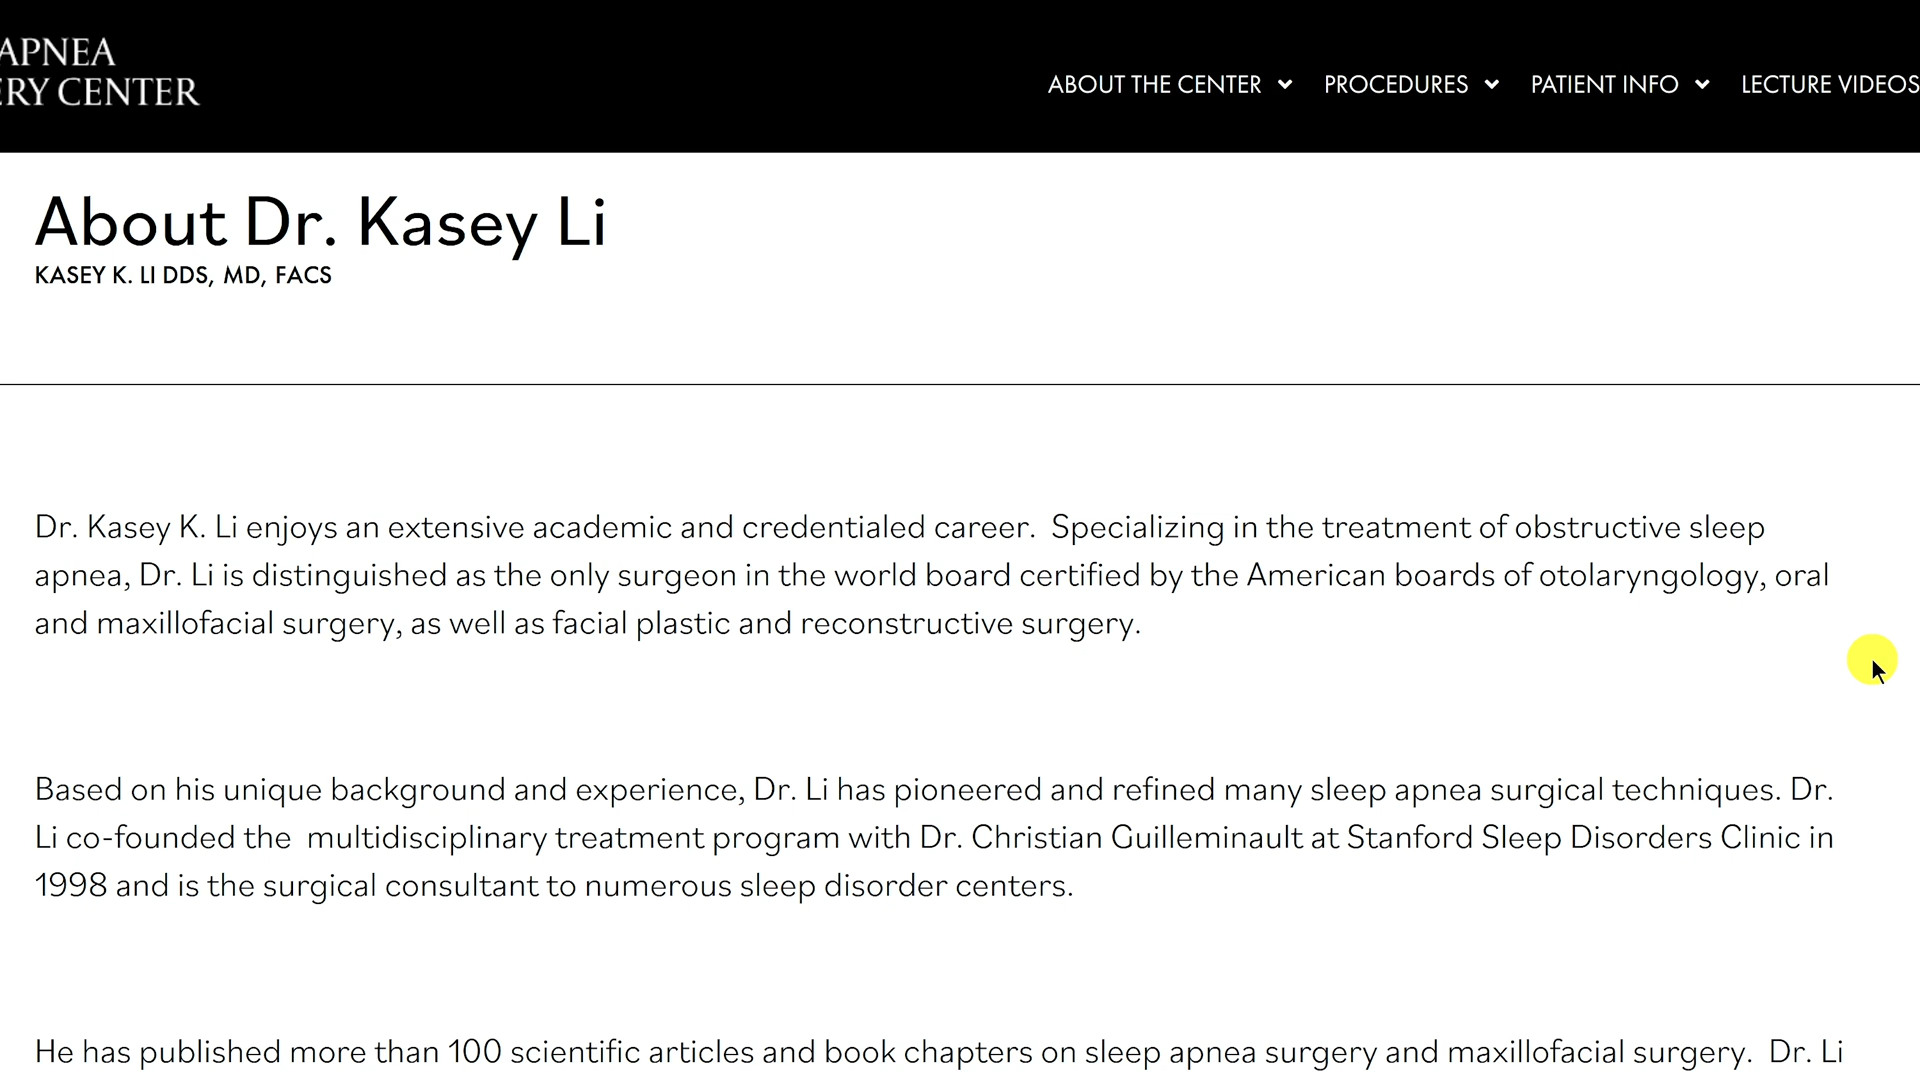 APNEA
ERY CENTER
ABOUT THE CENTER PROCEDURES PATIENT INFO LECTURE VIDEOS
About Dr. Kasey Li
KASEY K. LI DDS, MD, FACS
Dr. Kasey K. Li enjoys an extensive academic and credentialed career. Specializing in the treatment of obstructive sleep
apnea, Dr. Li is distinguished as the only surgeon in the world board certified by the American boards of otolaryngology, oral
and maxillofacial surgery, as well as facial plastic and reconstructive surgery.
Based on his unique background and experience, Dr. Li has pioneered and refined many sleep apnea surgical techniques. Dr.
Li co-founded the multidisciplinary treatment program with Dr. Christian Guilleminault at Stanford Sleep Disorders Clinic in
1998 and is the surgical consultant to numerous sleep disorder centers.
He has published more than 100 scientific articles and book chapters on sleep apnea surgery and maxillofacial surgery. Dr. Li